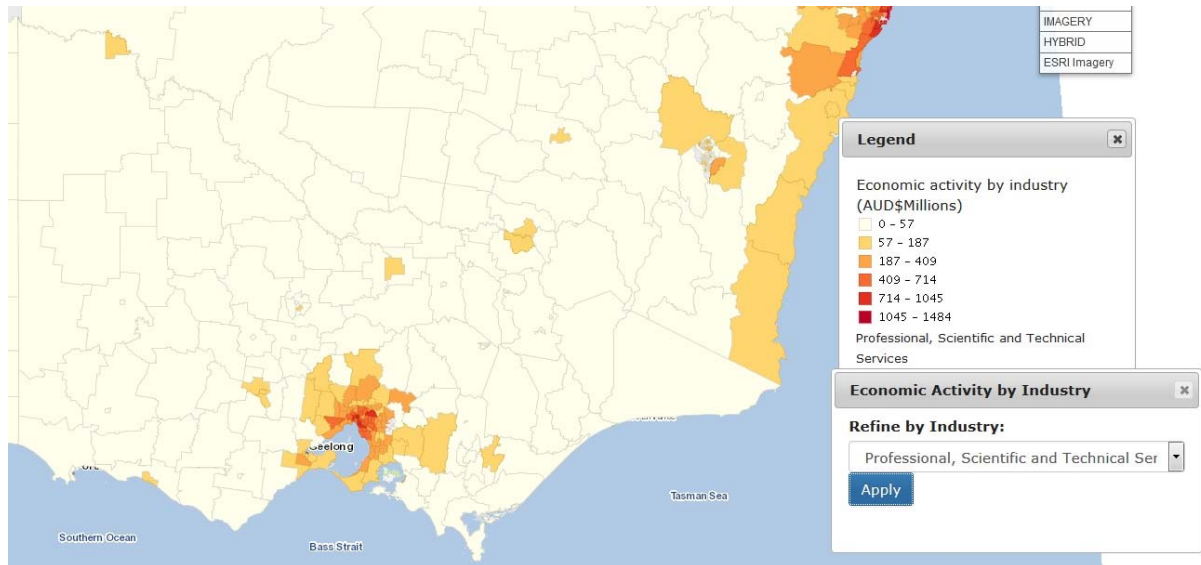 IMAGERY
HYBRID
ESRI Imagery
Legend
Economic activity by industry
(AUD$Millions)
0 - 57
57 - 187
187 - 409
409 - 714
714 - 1045
1045 - 1484
Professional, Scientific and Technical
Services
Economic Activity by Industry
Refine by Industry:
Professional, Scientific and Technical Ser
Apply
Geelong
Tasman Sea
Southern Ocean
Bass Strait